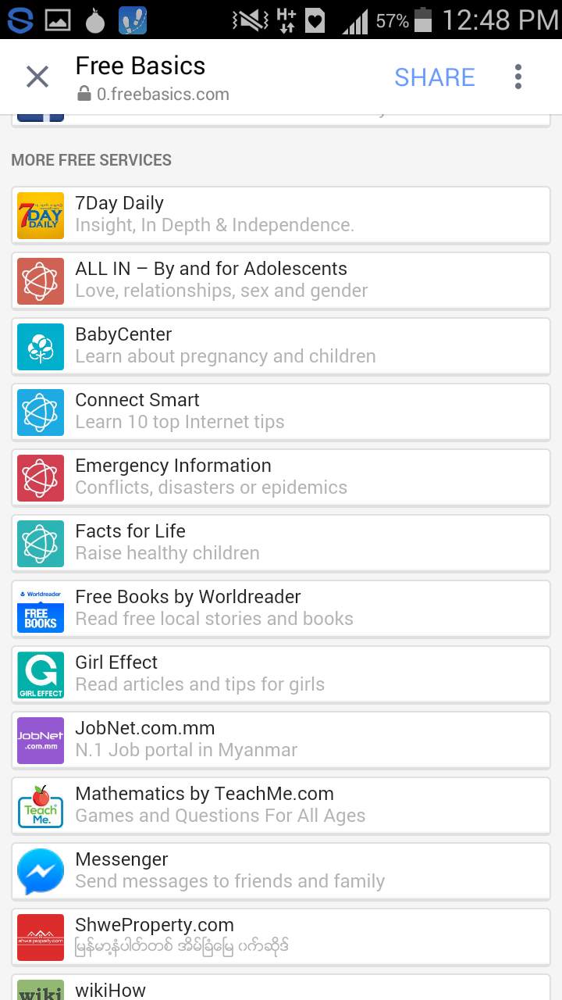 57% 12:48 PM
Free Basics
SHARE
0.freebasics.com
MORE FREE SERVICES
7 DAY DAILY
7Day Daily
Insight, In Depth & Independence.
ALL IN – By and for Adolescents
Love, relationships, sex and gender
BabyCenter
Learn about pregnancy and children
Connect Smart
Learn 10 top Internet tips
Emergency Information
Conflicts, disasters or epidemics
Facts for Life
Raise healthy children
Worldreader
FREE
BOOKS
Free Books by Worldreader
Read free local stories and books
GIRL EFFECT
Girl Effect
Read articles and tips for girls
JobNet
.com.mm
JobNet.com.mm
N.1 Job portal in Myanmar
Teach
Me.
Mathematics by TeachMe.com
Games and Questions For All Ages
Messenger
Send messages to friends and family
shweproperty.com
ShweProperty.com
မြန်မာ့နံပါတ်တစ် အိမ်ခြံမြေ ၀က်ဆိုဒ်
wiki
wikiHow